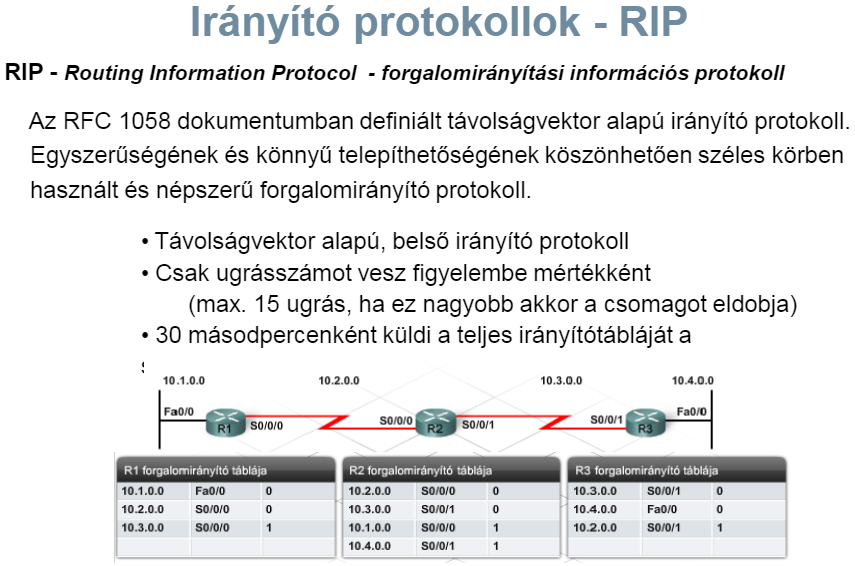 Irányító protokollok - RIP
RIP - Routing Information Protocol - forgalomirányítási információs protokoll
Az RFC 1058 dokumentumban definiált távolságvektor alapú irányító protokoll.
Egyszerűségének és könnyű telepíthetőségének köszönhetően széles körben
használt és népszerű forgalomirányító protokoll.
• Távolságvektor alapú, belső irányító protokoll
• Csak ugrásszámot vesz figyelembe mértékként
(max. 15 ugrás, ha ez nagyobb akkor a csomagot eldobja)
• 30 másodpercenként küldi a teljes irányítótábláját a
10.1.0.0 10.2.0.0 10.3.0.0 10.4.0.0
Fa0/0 R1 S0/0/0 S0/0/0 R2 S0/0/1 S0/0/1 R3 Fa0/0
R1 forgalomirányító táblája
10.1.0.0 Fa0/0 0
10.2.0.0 S0/0/0 0
10.3.0.0 S0/0/0 1
R2 forgalomirányító táblája
10.2.0.0 S0/0/0 0
10.3.0.0 S0/0/1 0
10.1.0.0 S0/0/0 1
10.4.0.0 S0/0/1 1
R3 forgalomirányító táblája
10.3.0.0 S0/0/1 0
10.4.0.0 Fa0/0 0
10.2.0.0 S0/0/1 1